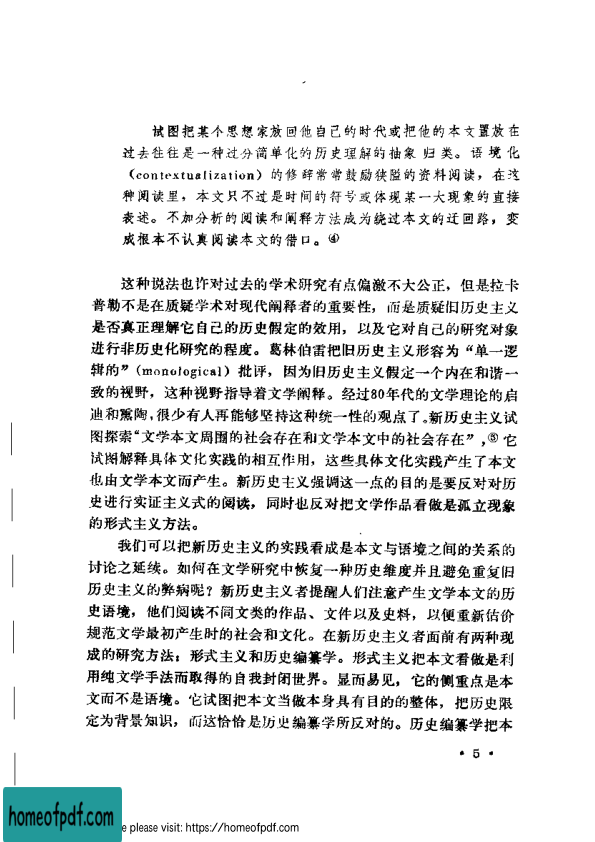 试图把某个思想家放回他自己的时代或把他的本文置放在
过去往往是一种过分简单化的历史理解的抽象归类。语境化
(contextualization)的修辞常常鼓励狭隘的资料阅读，在这
种阅读里，本文只不过是时间的符号或体现某一大现象的直接
表述。不加分析的阅读和阐释方法成为绕过本文的迂回路，变
成根本不认真阅读本文的借口。④
这种说法也许对过去的学术研究有点偏激不大公正，但是拉卡
普勒不是在质疑学术对现代阐释者的重要性，而是质疑旧历史主义
是否真正理解它自己的历史假定的效用，以及它对自己的研究对象
进行非历史化研究的程度。葛林伯雷把旧历史主义形容为“单一逻
辑的”(monological)批评，因为旧历史主义假定一个内在和谐一
致的视野，这种视野指导着文学阐释。经过80年代的文学理论的启
迪和熏陶，很少有人再能够坚持这种统一性的观点了。新历史主义试
图探索“文学本文周围的社会存在和文学本文中的社会存在”，⑤它
试图解释具体文化实践的相互作用，这些具体文化实践产生了本文
也由文学本文而产生。新历史主义强调这一点的目的是要反对对历
史进行实证主义式的阅读，同时也反对把文学作品看做是孤立现象
的形式主义方法。
我们可以把新历史主义的实践看成是本文与语境之间的关系的
讨论之延续。如何在文学研究中恢复一种历史维度并且避免重复旧
历史主义的弊病呢？新历史主义者提醒人们注意产生文学本文的历
史语境，他们阅读不同文类的作品、文件以及史料，以便重新估价
规范文学最初产生时的社会和文化。在新历史主义者面前有两种现
成的研究方法：形式主义和历史编纂学。形式主义把本文看做是利
用纯文学手法而取得的自我封闭世界。显而易见，它的侧重点是本
文而不是语境。它试图把本文当做本身具有目的的整体，把历史限
定为背景知识，而这恰恰是历史编纂学所反对的。历史编纂学把本
• 5 •
homeofpdf.com
e please visit: https://homeofpdf.com